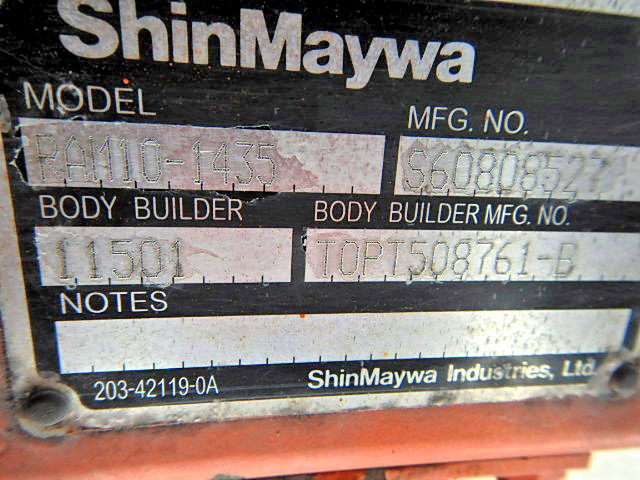 ShinMaywa
MODEL MFG. NO.
RAM10-1435 S60808527
BODY BUILDER BODY BUILDER MFG. NO.
11501 TOPT508761-B
NOTES
203-42119-0A ShinMaywa Industries, Ltd.